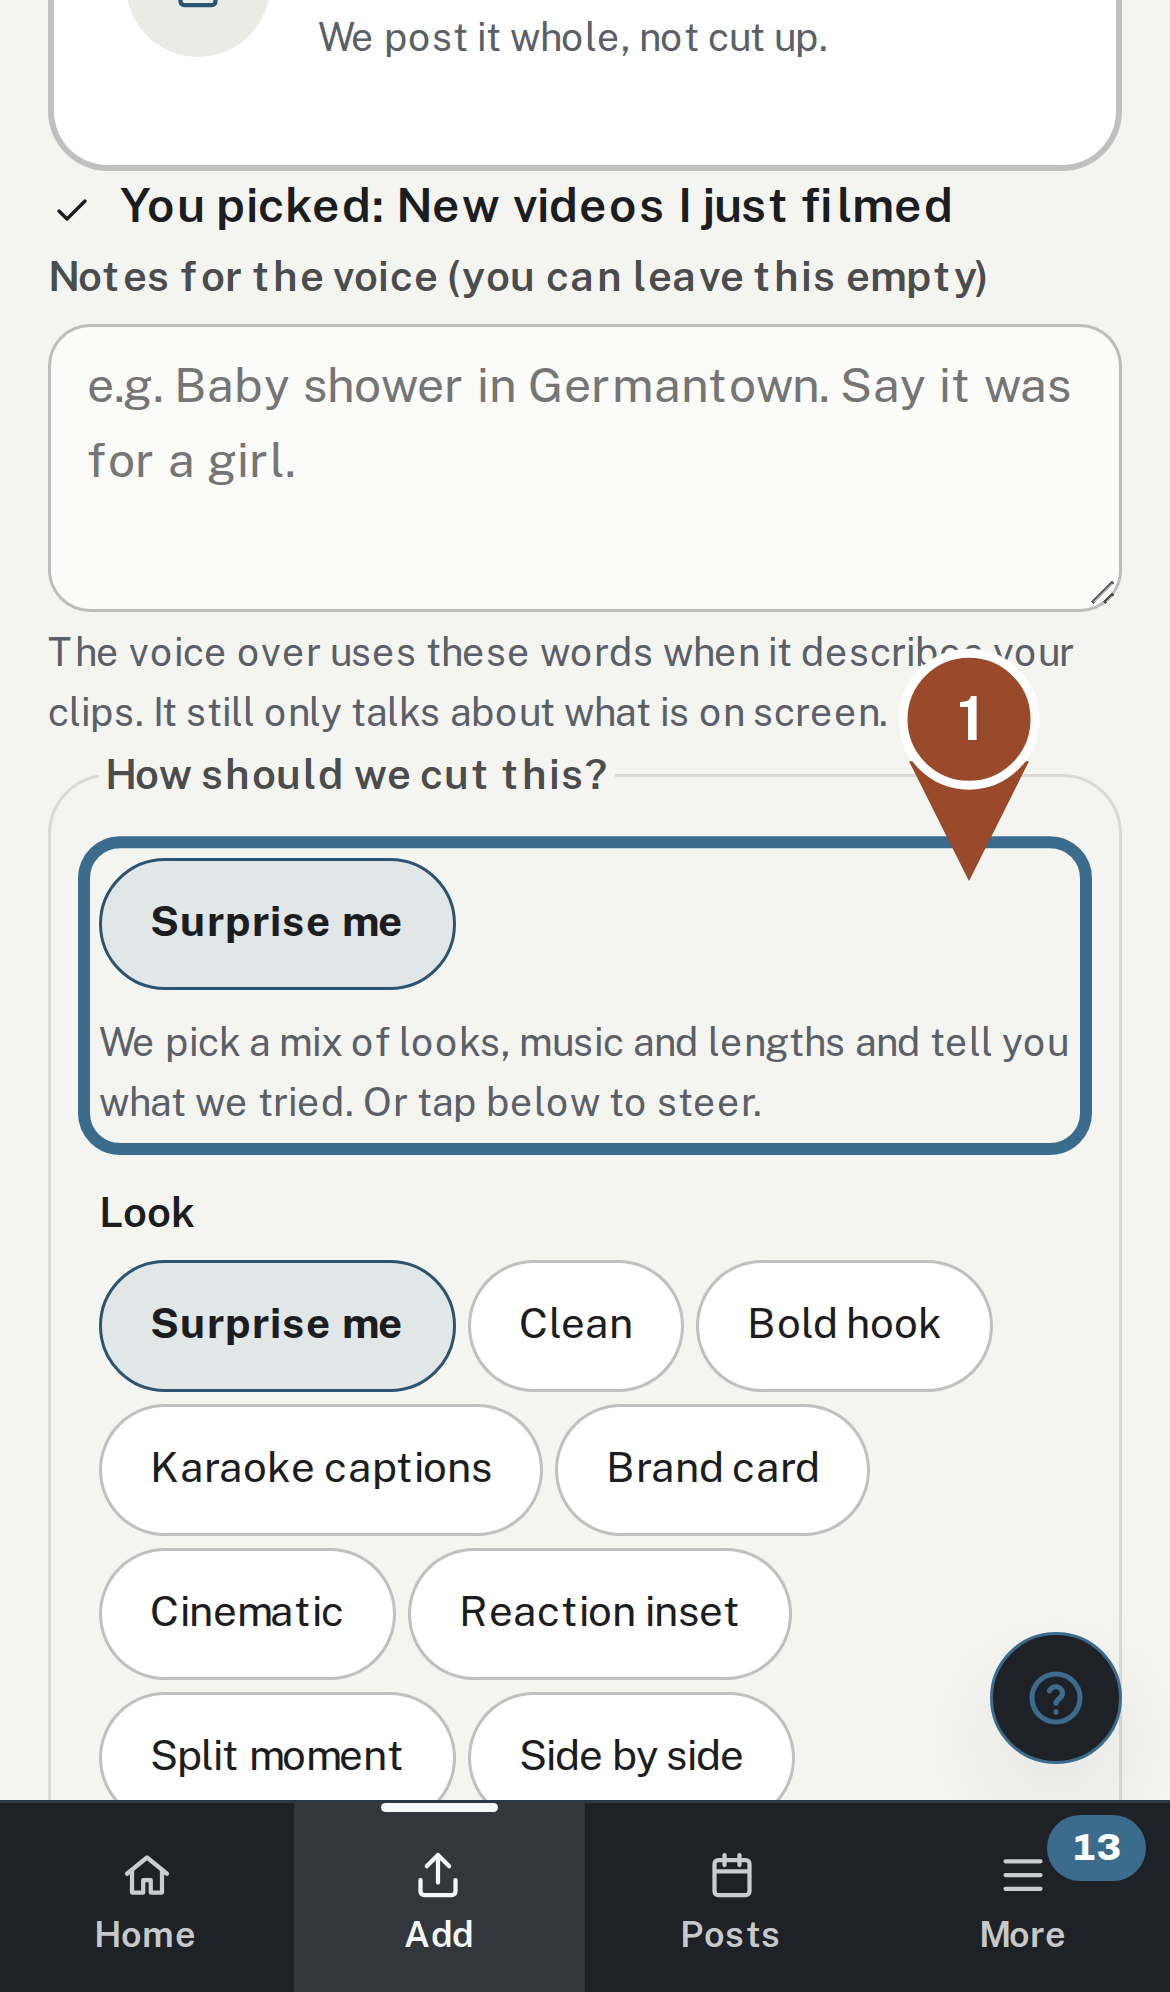 We post it whole, not cut up.
You picked: New videos I just filmed
Notes for the voice (you can leave this empty)
e.g. Baby shower in Germantown. Say it was
for a girl.
The voice over uses these words when it describes your
clips. It still only talks about what is on screen.
1
How should we cut this?
Surprise me
We pick a mix of looks, music and lengths and tell you
what we tried. Or tap below to steer.
Look
Surprise me Clean Bold hook
Karaoke captions Brand card
Cinematic Reaction inset
Split moment Side by side
13
Home Add Posts More